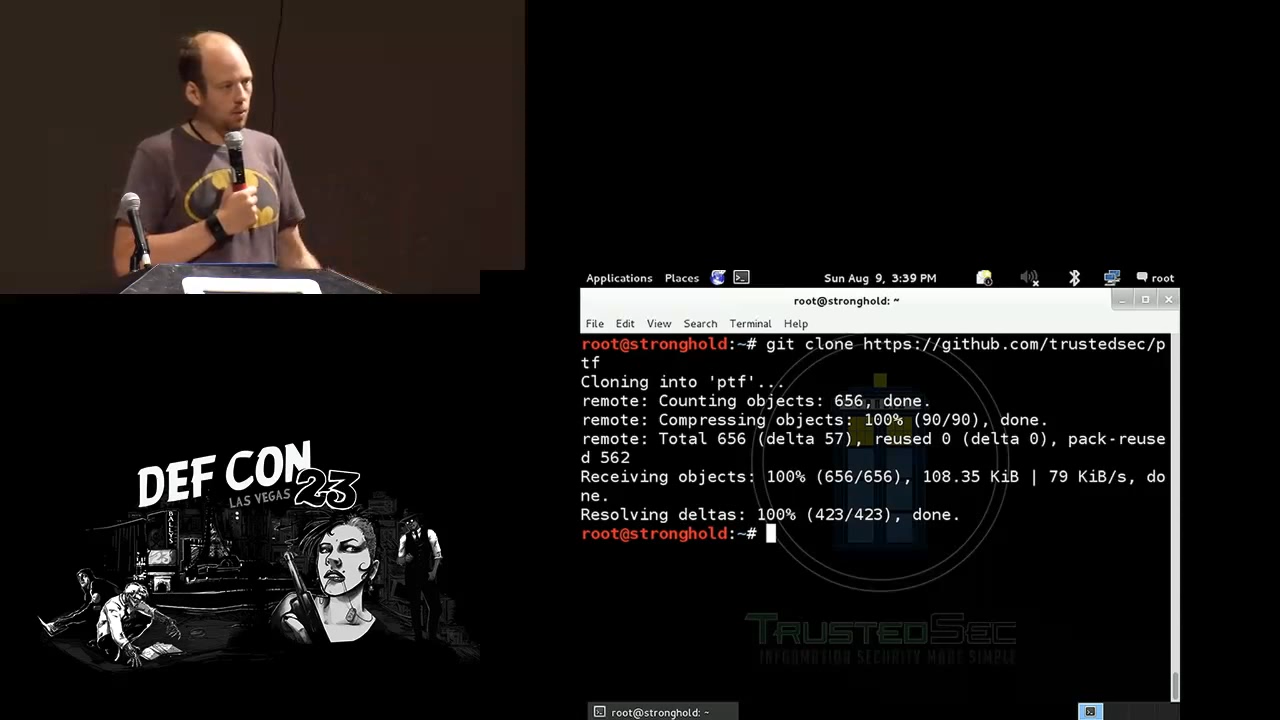 Applications Places Sun Aug 9, 3:39 PM root
root@stronghold: ~
File Edit View Search Terminal Help
root@stronghold:~# git clone https://github.com/trustedsec/p
tf
Cloning into 'ptf'...
remote: Counting objects: 656, done.
remote: Compressing objects: 100% (90/90), done.
remote: Total 656 (delta 57), reused 0 (delta 0), pack-reuse
d 562
Receiving objects: 100% (656/656), 108.35 KiB | 79 KiB/s, do
ne.
Resolving deltas: 100% (423/423), done.
root@stronghold:~#
TRUSTEDSEC
INFORMATION SECURITY MADE SIMPLE
root@stronghold: ~
DEF CON 23
LAS VEGAS
BALLY'S